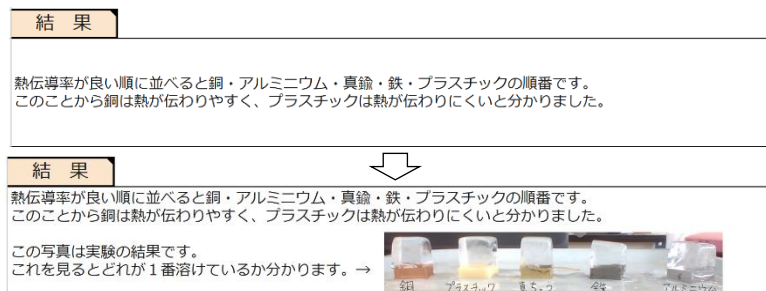 結 果
熱伝導率が良い順に並べると銅・アルミニウム・真鍮・鉄・プラスチックの順番です。
このことから銅は熱が伝わりやすく、プラスチックは熱が伝わりにくいと分かりました。
結 果
熱伝導率が良い順に並べると銅・アルミニウム・真鍮・鉄・プラスチックの順番です。
このことから銅は熱が伝わりやすく、プラスチックは熱が伝わりにくいと分かりました。
この写真は実験の結果です。
これを見るとどれが１番溶けているか分かります。→
銅 プラスチック 真ちゅう 鉄 アルミニウム